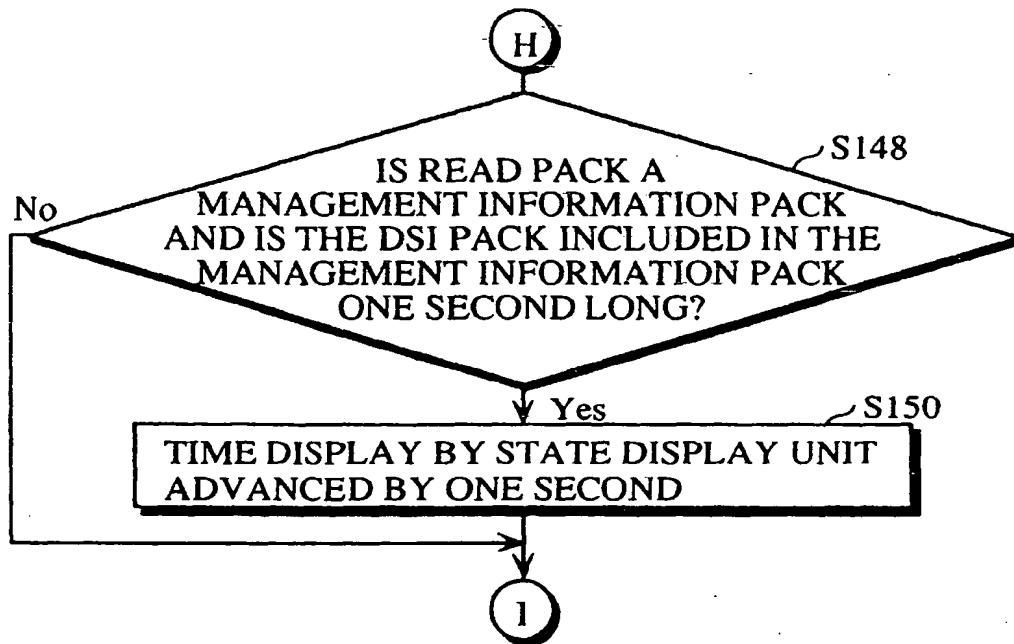 H
S148
IS READ PACK A
MANAGEMENT INFORMATION PACK
AND IS THE DSI PACK INCLUDED IN THE
MANAGEMENT INFORMATION PACK
ONE SECOND LONG?
No
Yes
S150
TIME DISPLAY BY STATE DISPLAY UNIT
ADVANCED BY ONE SECOND
I